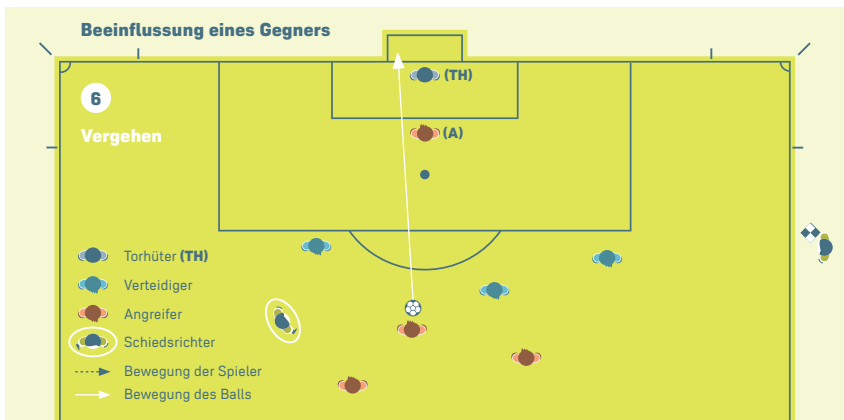 Beeinflussung eines Gegners
(TH)
6
(A)
Vergehen
Torhüter (TH)
Verteidiger
Angreifer
Schiedsrichter
Bewegung der Spieler
Bewegung des Balls